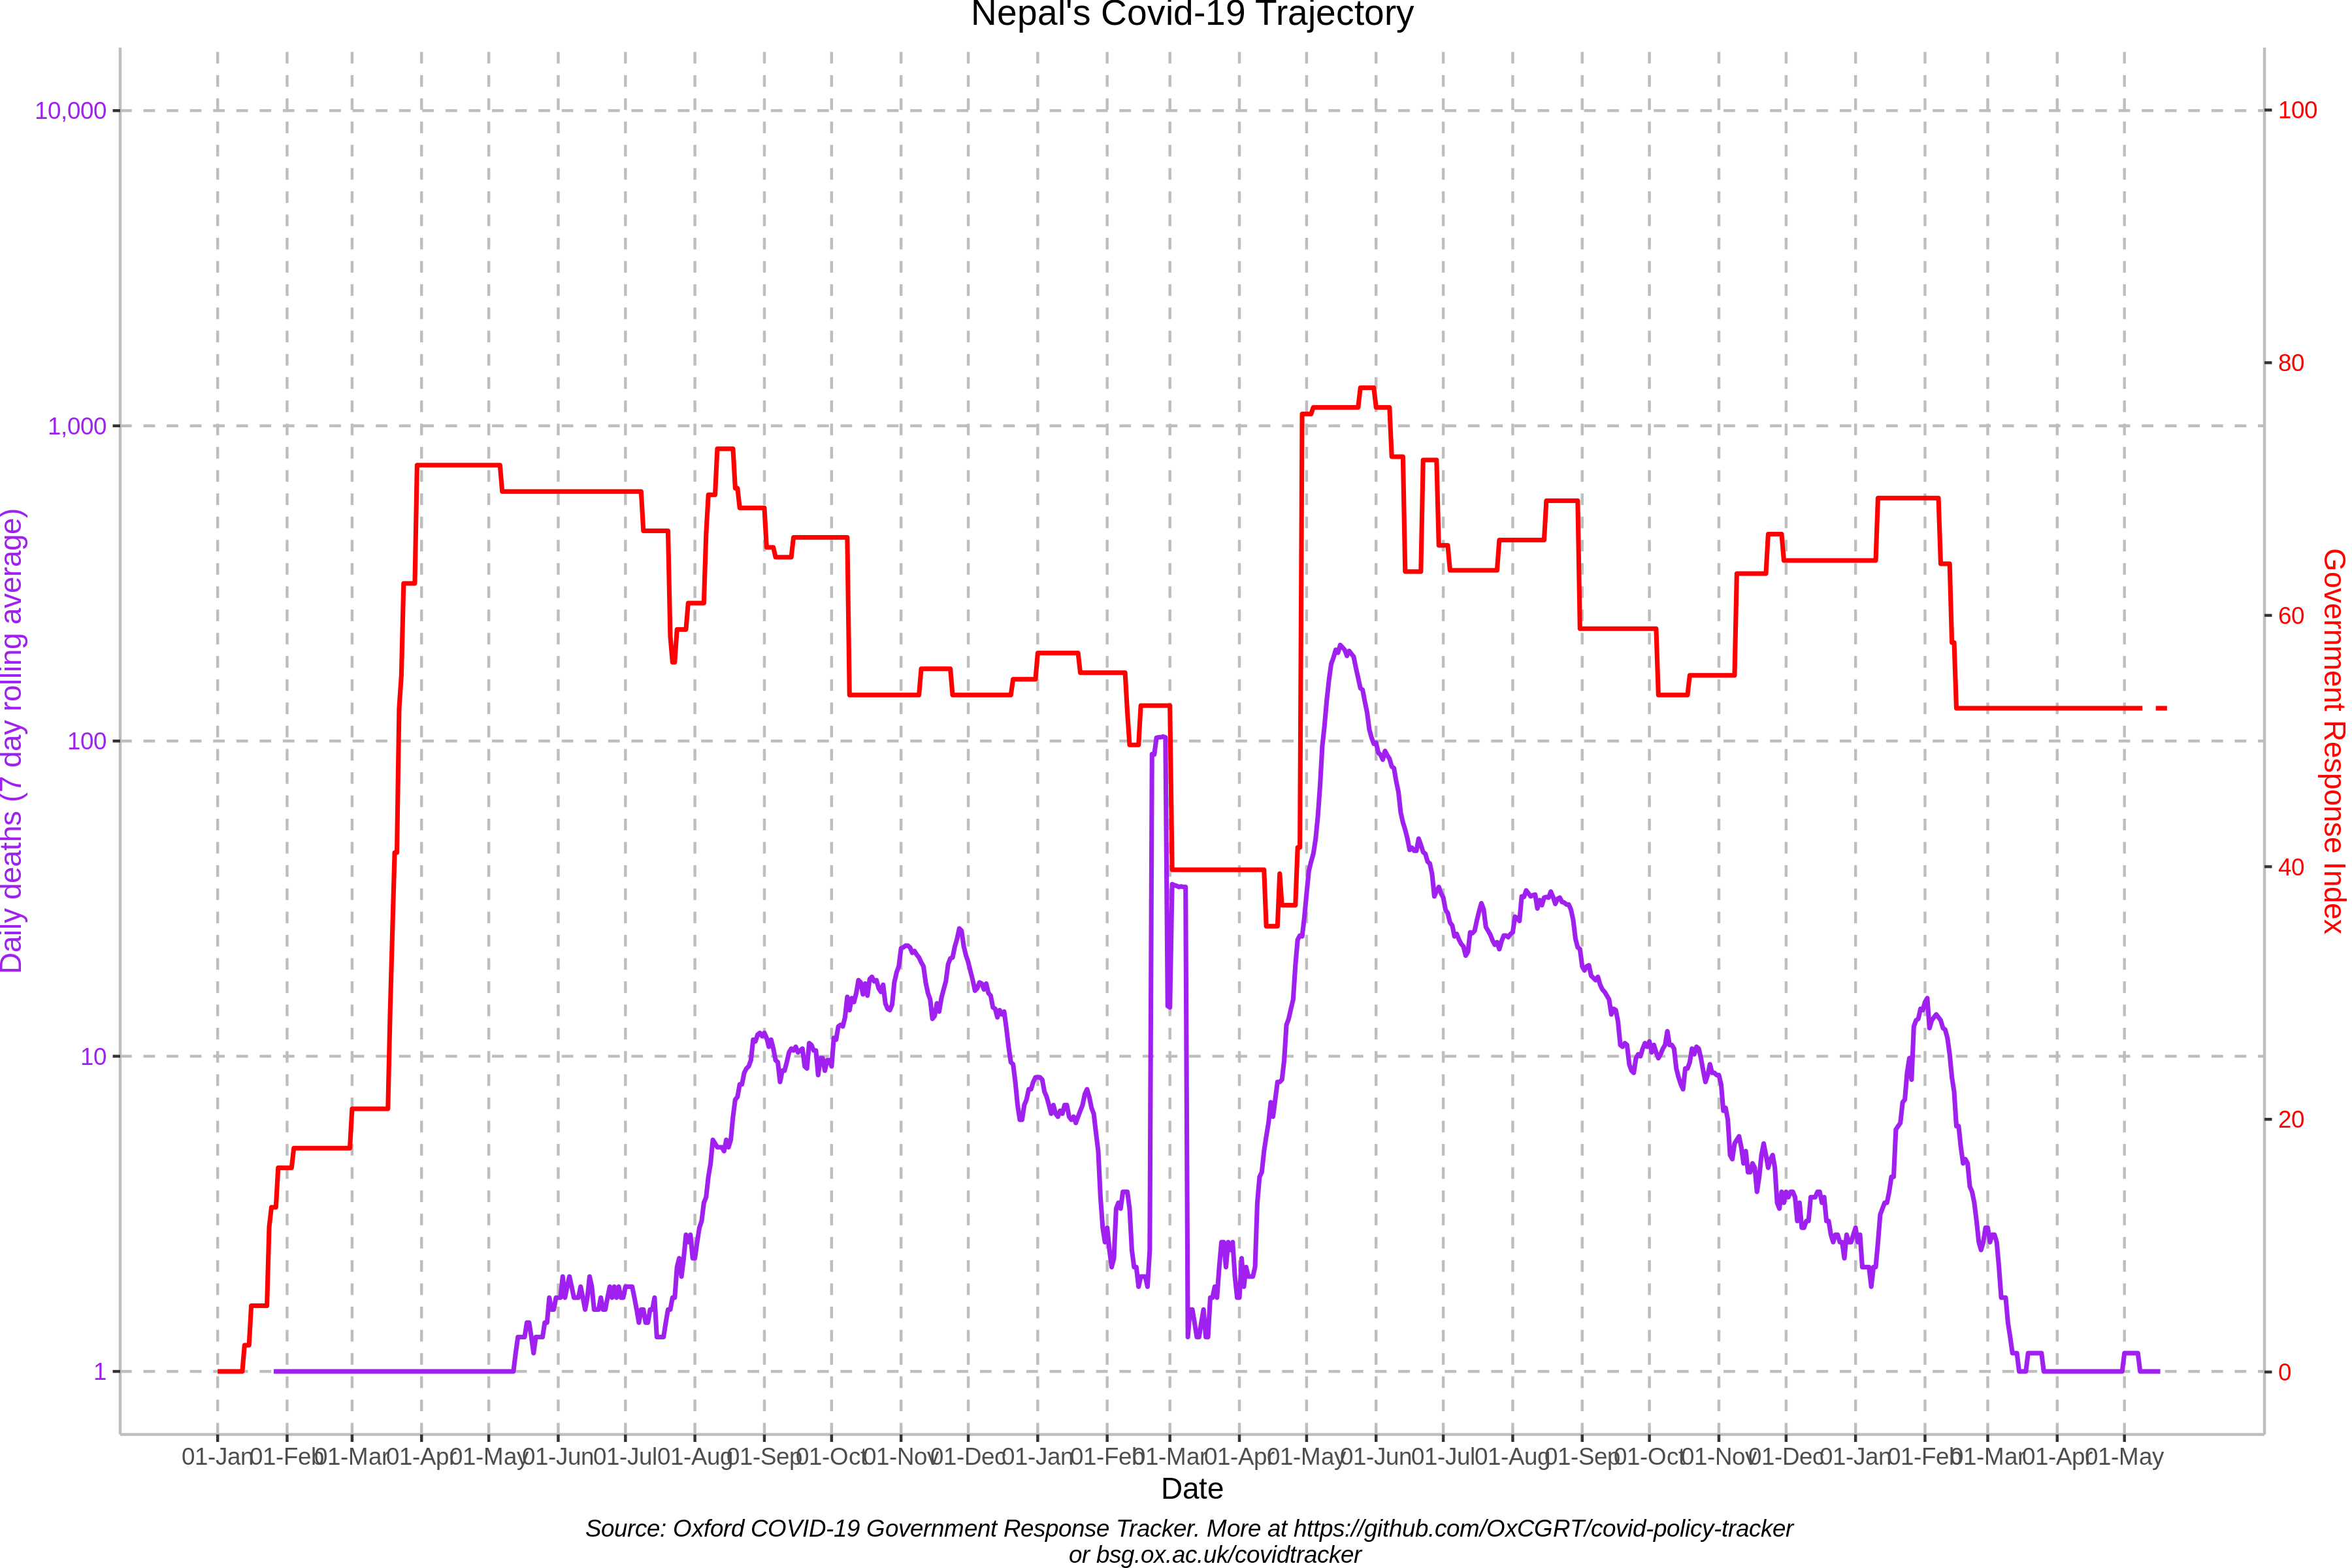 Nepal's Covid-19 Trajectory
Daily deaths (7 day rolling average)
10,000
1,000
100
10
1
Government Response Index
100
80
60
40
20
0
01-Jan 01-Feb 01-Mar 01-Apr 01-May 01-Jun 01-Jul 01-Aug 01-Sep 01-Oct 01-Nov 01-Dec 01-Jan 01-Feb 01-Mar 01-Apr 01-May 01-Jun 01-Jul 01-Aug 01-Sep 01-Oct 01-Nov 01-Dec 01-Jan 01-Feb 01-Mar 01-Apr 01-May
Date
Source: Oxford COVID-19 Government Response Tracker. More at https://github.com/OxCGRT/covid-policy-tracker
or bsg.ox.ac.uk/covidtracker